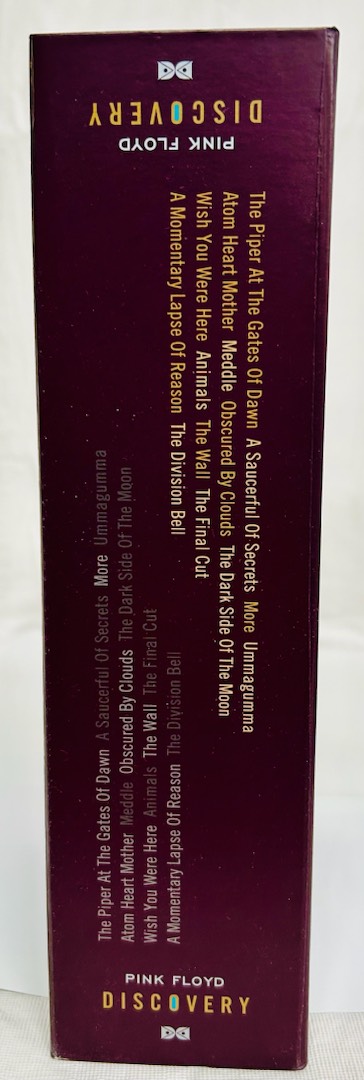 DISCOVERY
PINK FLOYD
The Piper At The Gates Of Dawn A Saucerful Of Secrets More Ummagumma
Atom Heart Mother Meddle Obscured By Clouds The Dark Side Of The Moon
Wish You Were Here Animals The Wall The Final Cut
A Momentary Lapse Of Reason The Division Bell
The Piper At The Gates Of Dawn A Saucerful Of Secrets More Ummagumma
Atom Heart Mother Meddle Obscured By Clouds The Dark Side Of The Moon
Wish You Were Here Animals The Wall The Final Cut
A Momentary Lapse Of Reason The Division Bell
PINK FLOYD
DISCOVERY